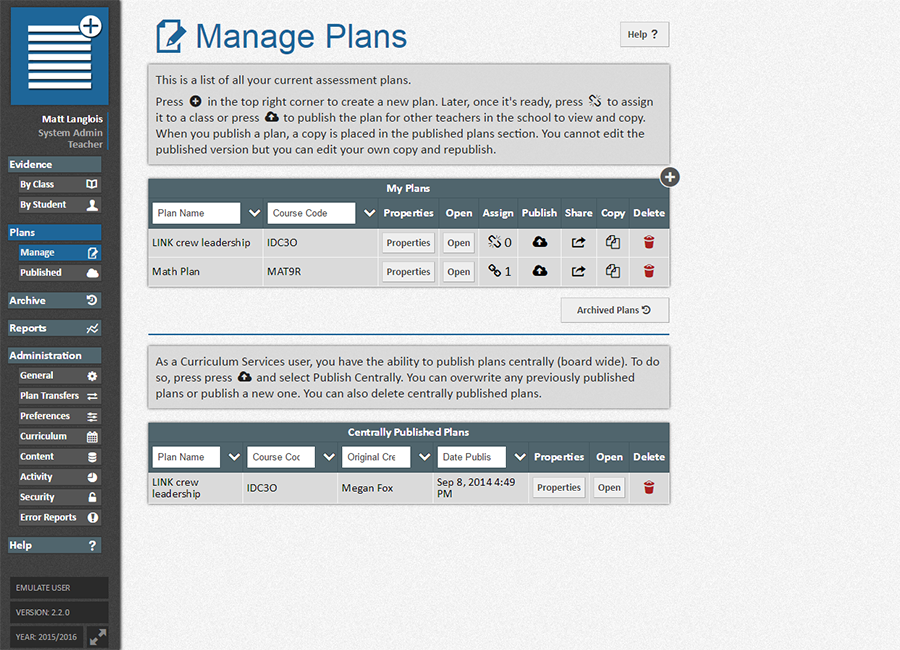 Manage Plans
Help ?
Matt Langlois
System Admin
Teacher
Evidence
By Class
By Student
Plans
Manage
Published
Archive
Reports
Administration
General
Plan Transfers
Preferences
Curriculum
Content
Activity
Security
Error Reports
Help ?
EMULATE USER
VERSION: 2.2.0
YEAR: 2015/2016
This is a list of all your current assessment plans.
Press in the top right corner to create a new plan. Later, once it's ready, press to assign
it to a class or press to publish the plan for other teachers in the school to view and copy.
When you publish a plan, a copy is placed in the published plans section. You cannot edit the
published version but you can edit your own copy and republish.
My Plans
Plan Name Course Code Properties Open Assign Publish Share Copy Delete
LINK crew leadership IDC3O Properties Open 0
Math Plan MAT9R Properties Open 1
Archived Plans
As a Curriculum Services user, you have the ability to publish plans centrally (board wide). To do
so, press press and select Publish Centrally. You can overwrite any previously published
plans or publish a new one. You can also delete centrally published plans.
Centrally Published Plans
Plan Name Course Coc Original Cre Date Publis Properties Open Delete
LINK crew
leadership IDC3O Megan Fox Sep 8, 2014 4:49
PM Properties Open